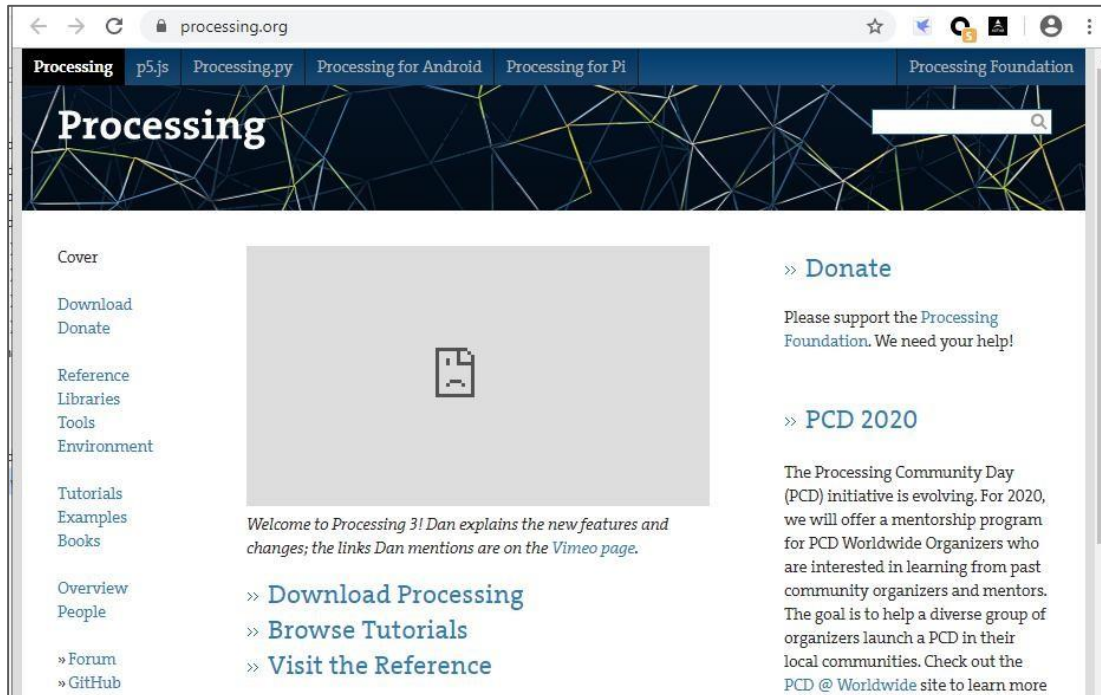 processing.org
5
Processing
p5.js
Processing.py
Processing for Android
Processing for Pi
Processing Foundation
Processing
Cover
Download
Donate
Reference
Libraries
Tools
Environment
Tutorials
Examples
Books
Overview
People
» Forum
» GitHub
Welcome to Processing 3! Dan explains the new features and
changes; the links Dan mentions are on the Vimeo page.
» Download Processing
» Browse Tutorials
» Visit the Reference
» Donate
Please support the Processing
Foundation. We need your help!
» PCD 2020
The Processing Community Day
(PCD) initiative is evolving. For 2020,
we will offer a mentorship program
for PCD Worldwide Organizers who
are interested in learning from past
community organizers and mentors.
The goal is to help a diverse group of
organizers launch a PCD in their
local communities. Check out the
PCD @ Worldwide site to learn more